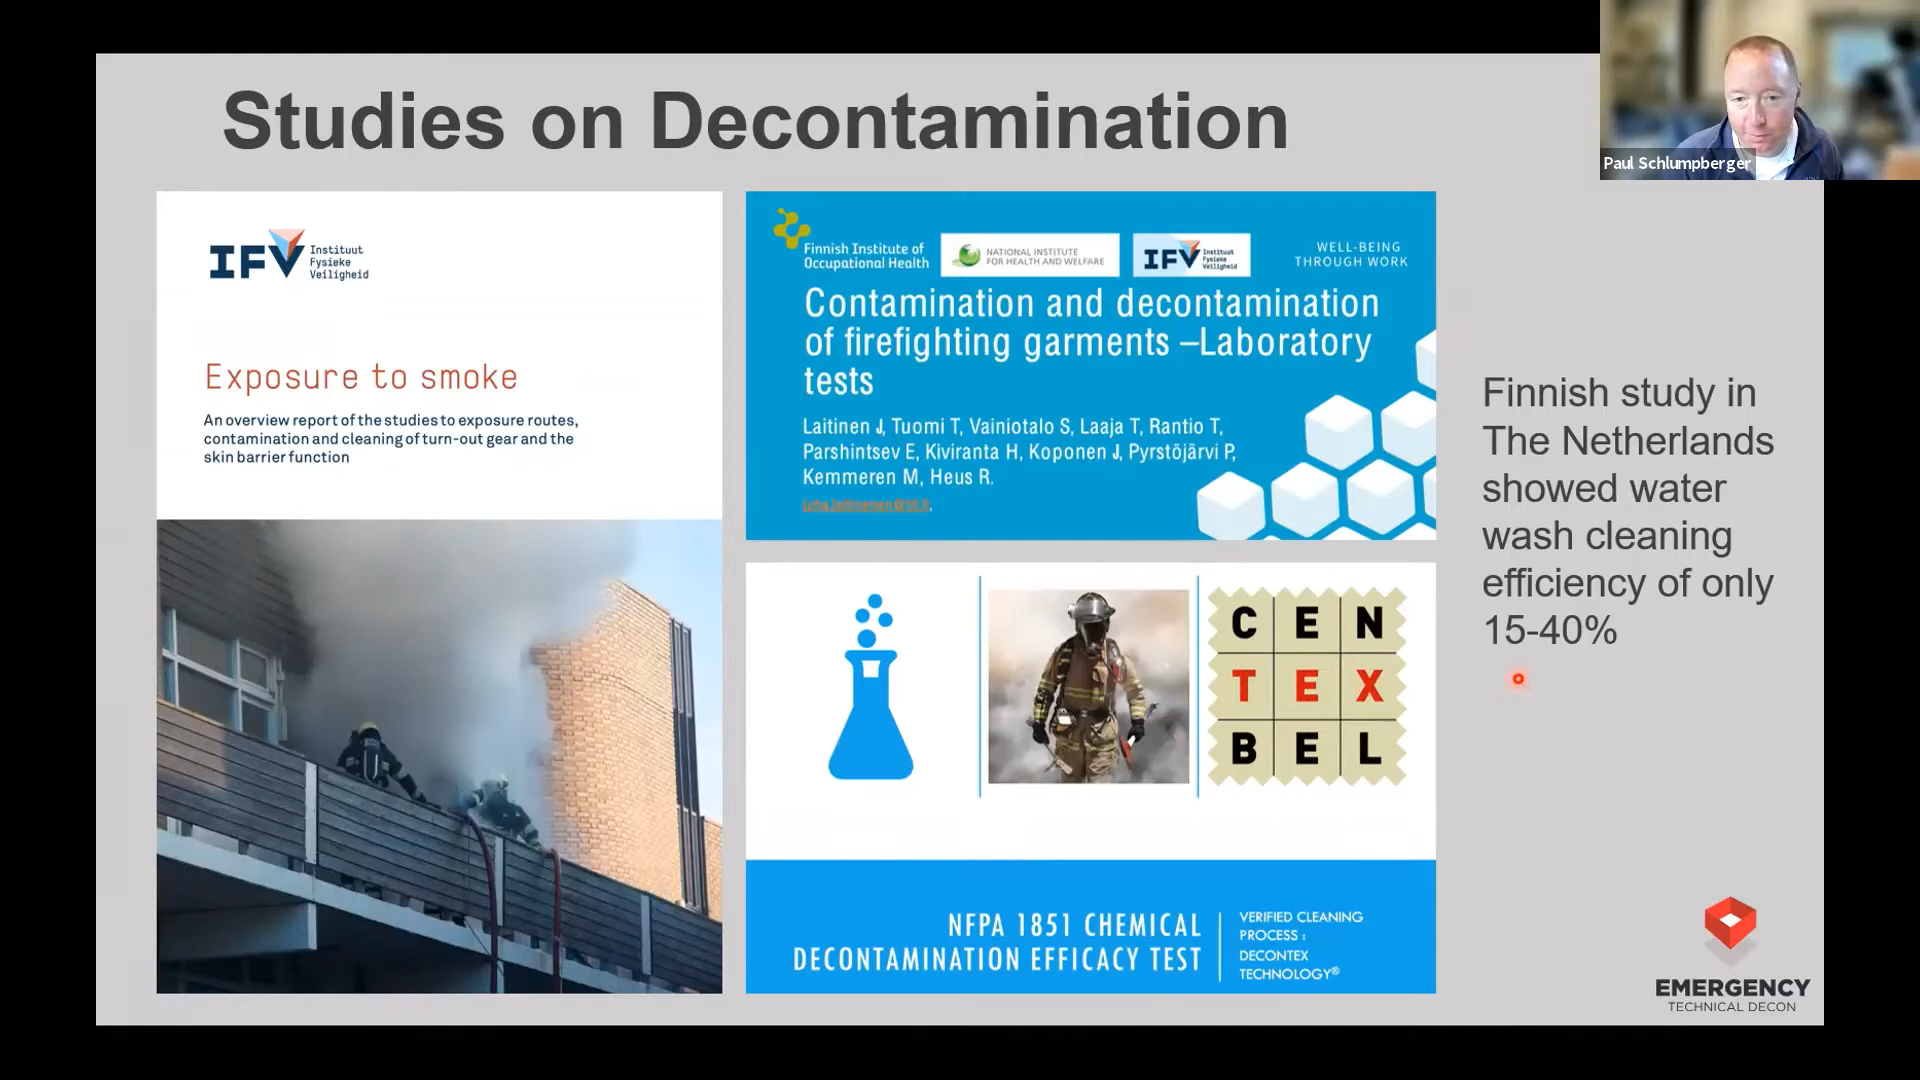 Studies on Decontamination
Paul Schlumpberger
IFV
Instituut
Fysieke
Veiligheid
Exposure to smoke
An overview report of the studies to exposure routes,
contamination and cleaning of turn-out gear and the
skin barrier function
Finnish Institute of
Occupational Health
NATIONAL INSTITUTE
FOR HEALTH AND WELFARE
IFV
Instituut
Fysieke
Veiligheid
WELL-BEING
THROUGH WORK
Contamination and decontamination
of firefighting garments –Laboratory
tests
Laitinen J, Tuomi T, Vainiotalo S, Laaja T, Rantio T,
Parshintsev E, Kiviranta H, Koponen J, Pyrstöjärvi P,
Kemmeren M, Heus R.
CEN
TEX
BEL
NFPA 1851 CHEMICAL
DECONTAMINATION EFFICACY TEST
VERIFIED CLEANING
PROCESS :
DECONTEX
TECHNOLOGY®
Finnish study in
The Netherlands
showed water
wash cleaning
efficiency of only
15-40%
EMERGENCY
TECHNICAL DECON